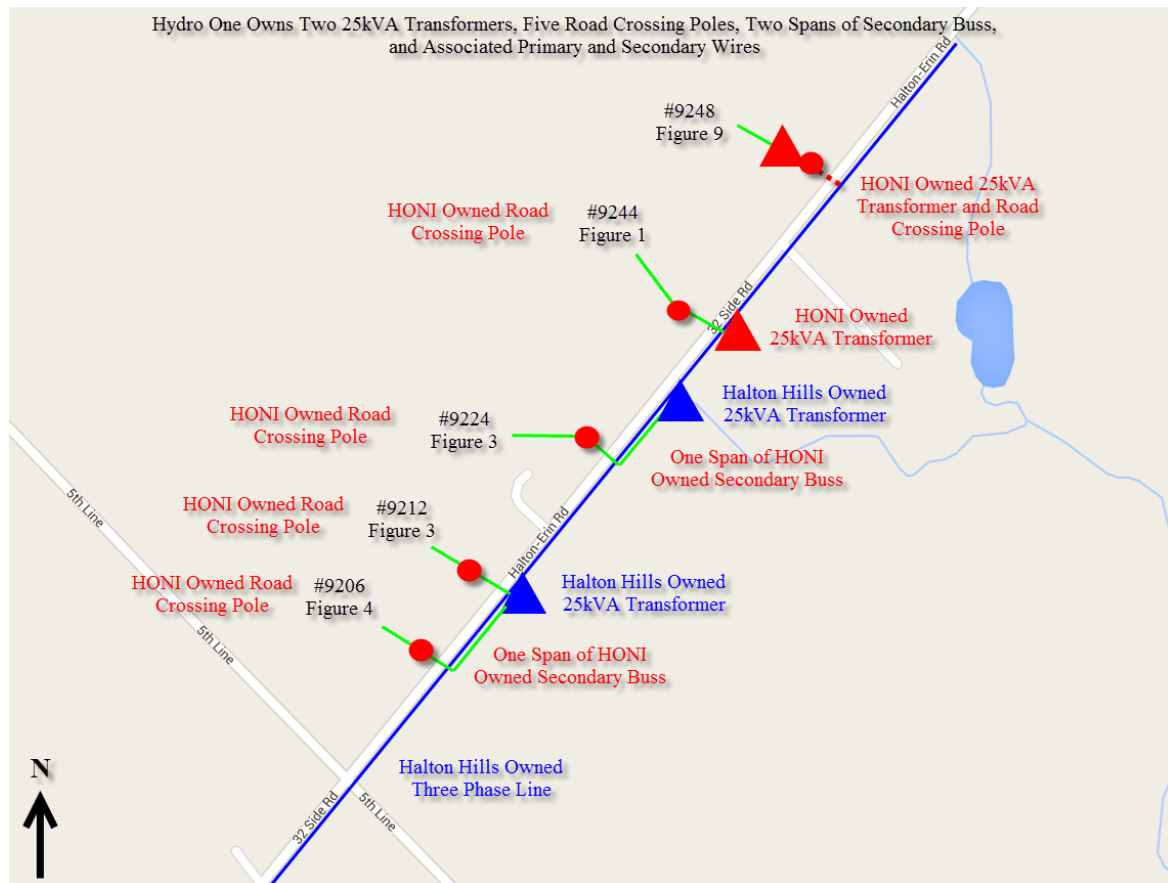 Hydro One Owns Two 25kVA Transformers, Five Road Crossing Poles, Two Spans of Secondary Buss,
and Associated Primary and Secondary Wires
Halton-Erin Rd
#9248
Figure 9
HONI Owned 25kVA
Transformer and Road
Crossing Pole
HONI Owned Road
Crossing Pole
#9244
Figure 1
32 Side Rd
HONI Owned
25kVA Transformer
Halton Hills Owned
25kVA Transformer
HONI Owned Road
Crossing Pole
#9224
Figure 3
One Span of HONI
Owned Secondary Buss
5th Line
HONI Owned Road
Crossing Pole
#9212
Figure 3
Halton-Erin Rd
HONI Owned Road
Crossing Pole
#9206
Figure 4
Halton Hills Owned
25kVA Transformer
5th Line
One Span of HONI
Owned Secondary Buss
Halton Hills Owned
Three Phase Line
N
32 Side Rd
5th Line